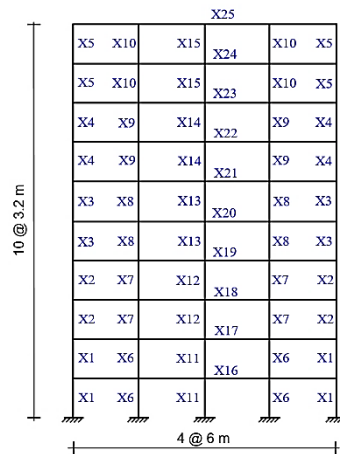 X25
X5 X10 X15 X10 X5
X24
X5 X10 X15 X10 X5
X23
X4 X9 X14 X9 X4
X22
X4 X9 X14 X9 X4
X21
X3 X8 X13 X8 X3
X20
X3 X8 X13 X8 X3
X19
X2 X7 X12 X7 X2
X18
X2 X7 X12 X7 X2
X17
X1 X6 X11 X6 X1
X16
X1 X6 X11 X6 X1
10 @ 3.2 m
4 @ 6 m